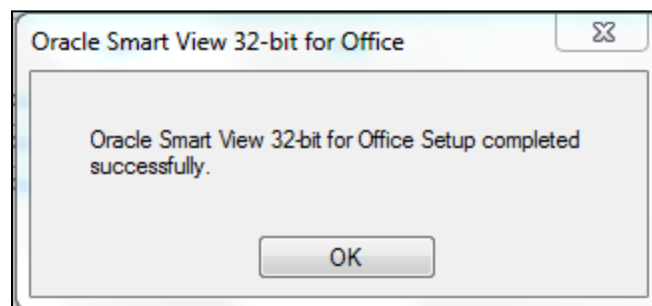 Oracle Smart View 32-bit for Office
Oracle Smart View 32-bit for Office Setup completed
successfully.
OK